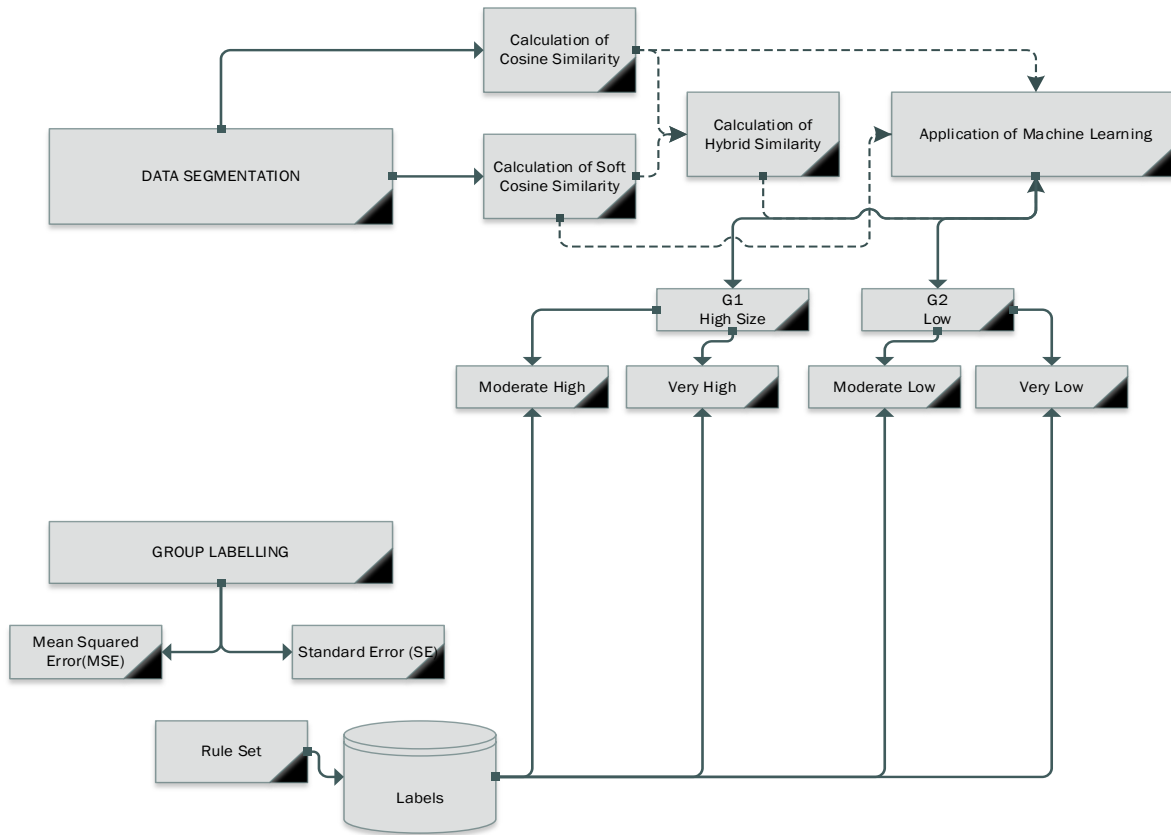 Calculation of
Cosine Similarity
DATA SEGMENTATION
Calculation of Soft
Cosine Similarity
Calculation of
Hybrid Similarity
Application of Machine Learning
G1
High Size
G2
Low
Moderate High
Very High
Moderate Low
Very Low
GROUP LABELLING
Mean Squared
Error(MSE)
Standard Error (SE)
Rule Set
Labels